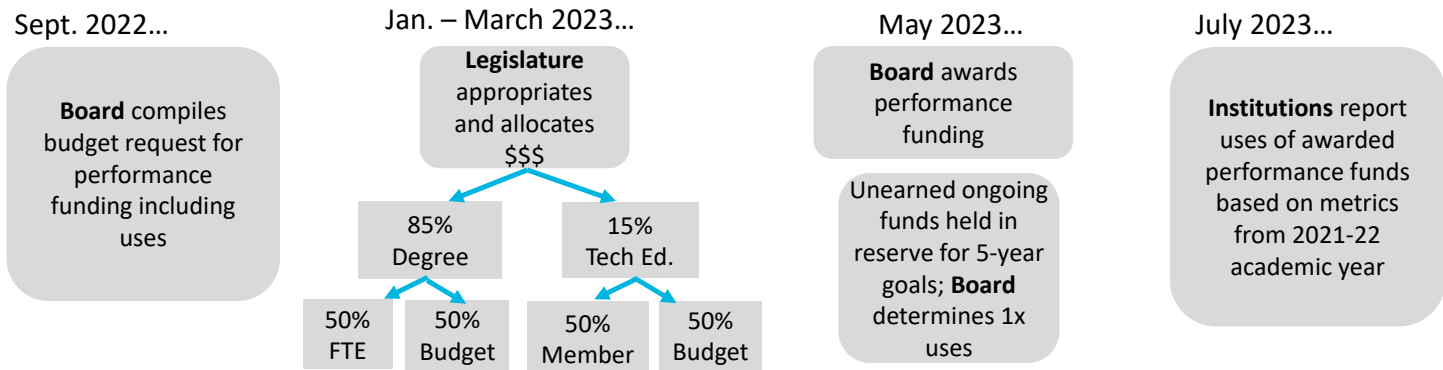 Sept. 2022…
Board compiles
budget request for
performance
funding including
uses
Jan. – March 2023…
Legislature
appropriates
and allocates
$$$
85%
Degree
15%
Tech Ed.
50%
FTE
50%
Budget
50%
Member
50%
Budget
May 2023…
Board awards
performance
funding
Unearned ongoing
funds held in
reserve for 5-year
goals; Board
determines 1x
uses
July 2023…
Institutions report
uses of awarded
performance funds
based on metrics
from 2021-22
academic year